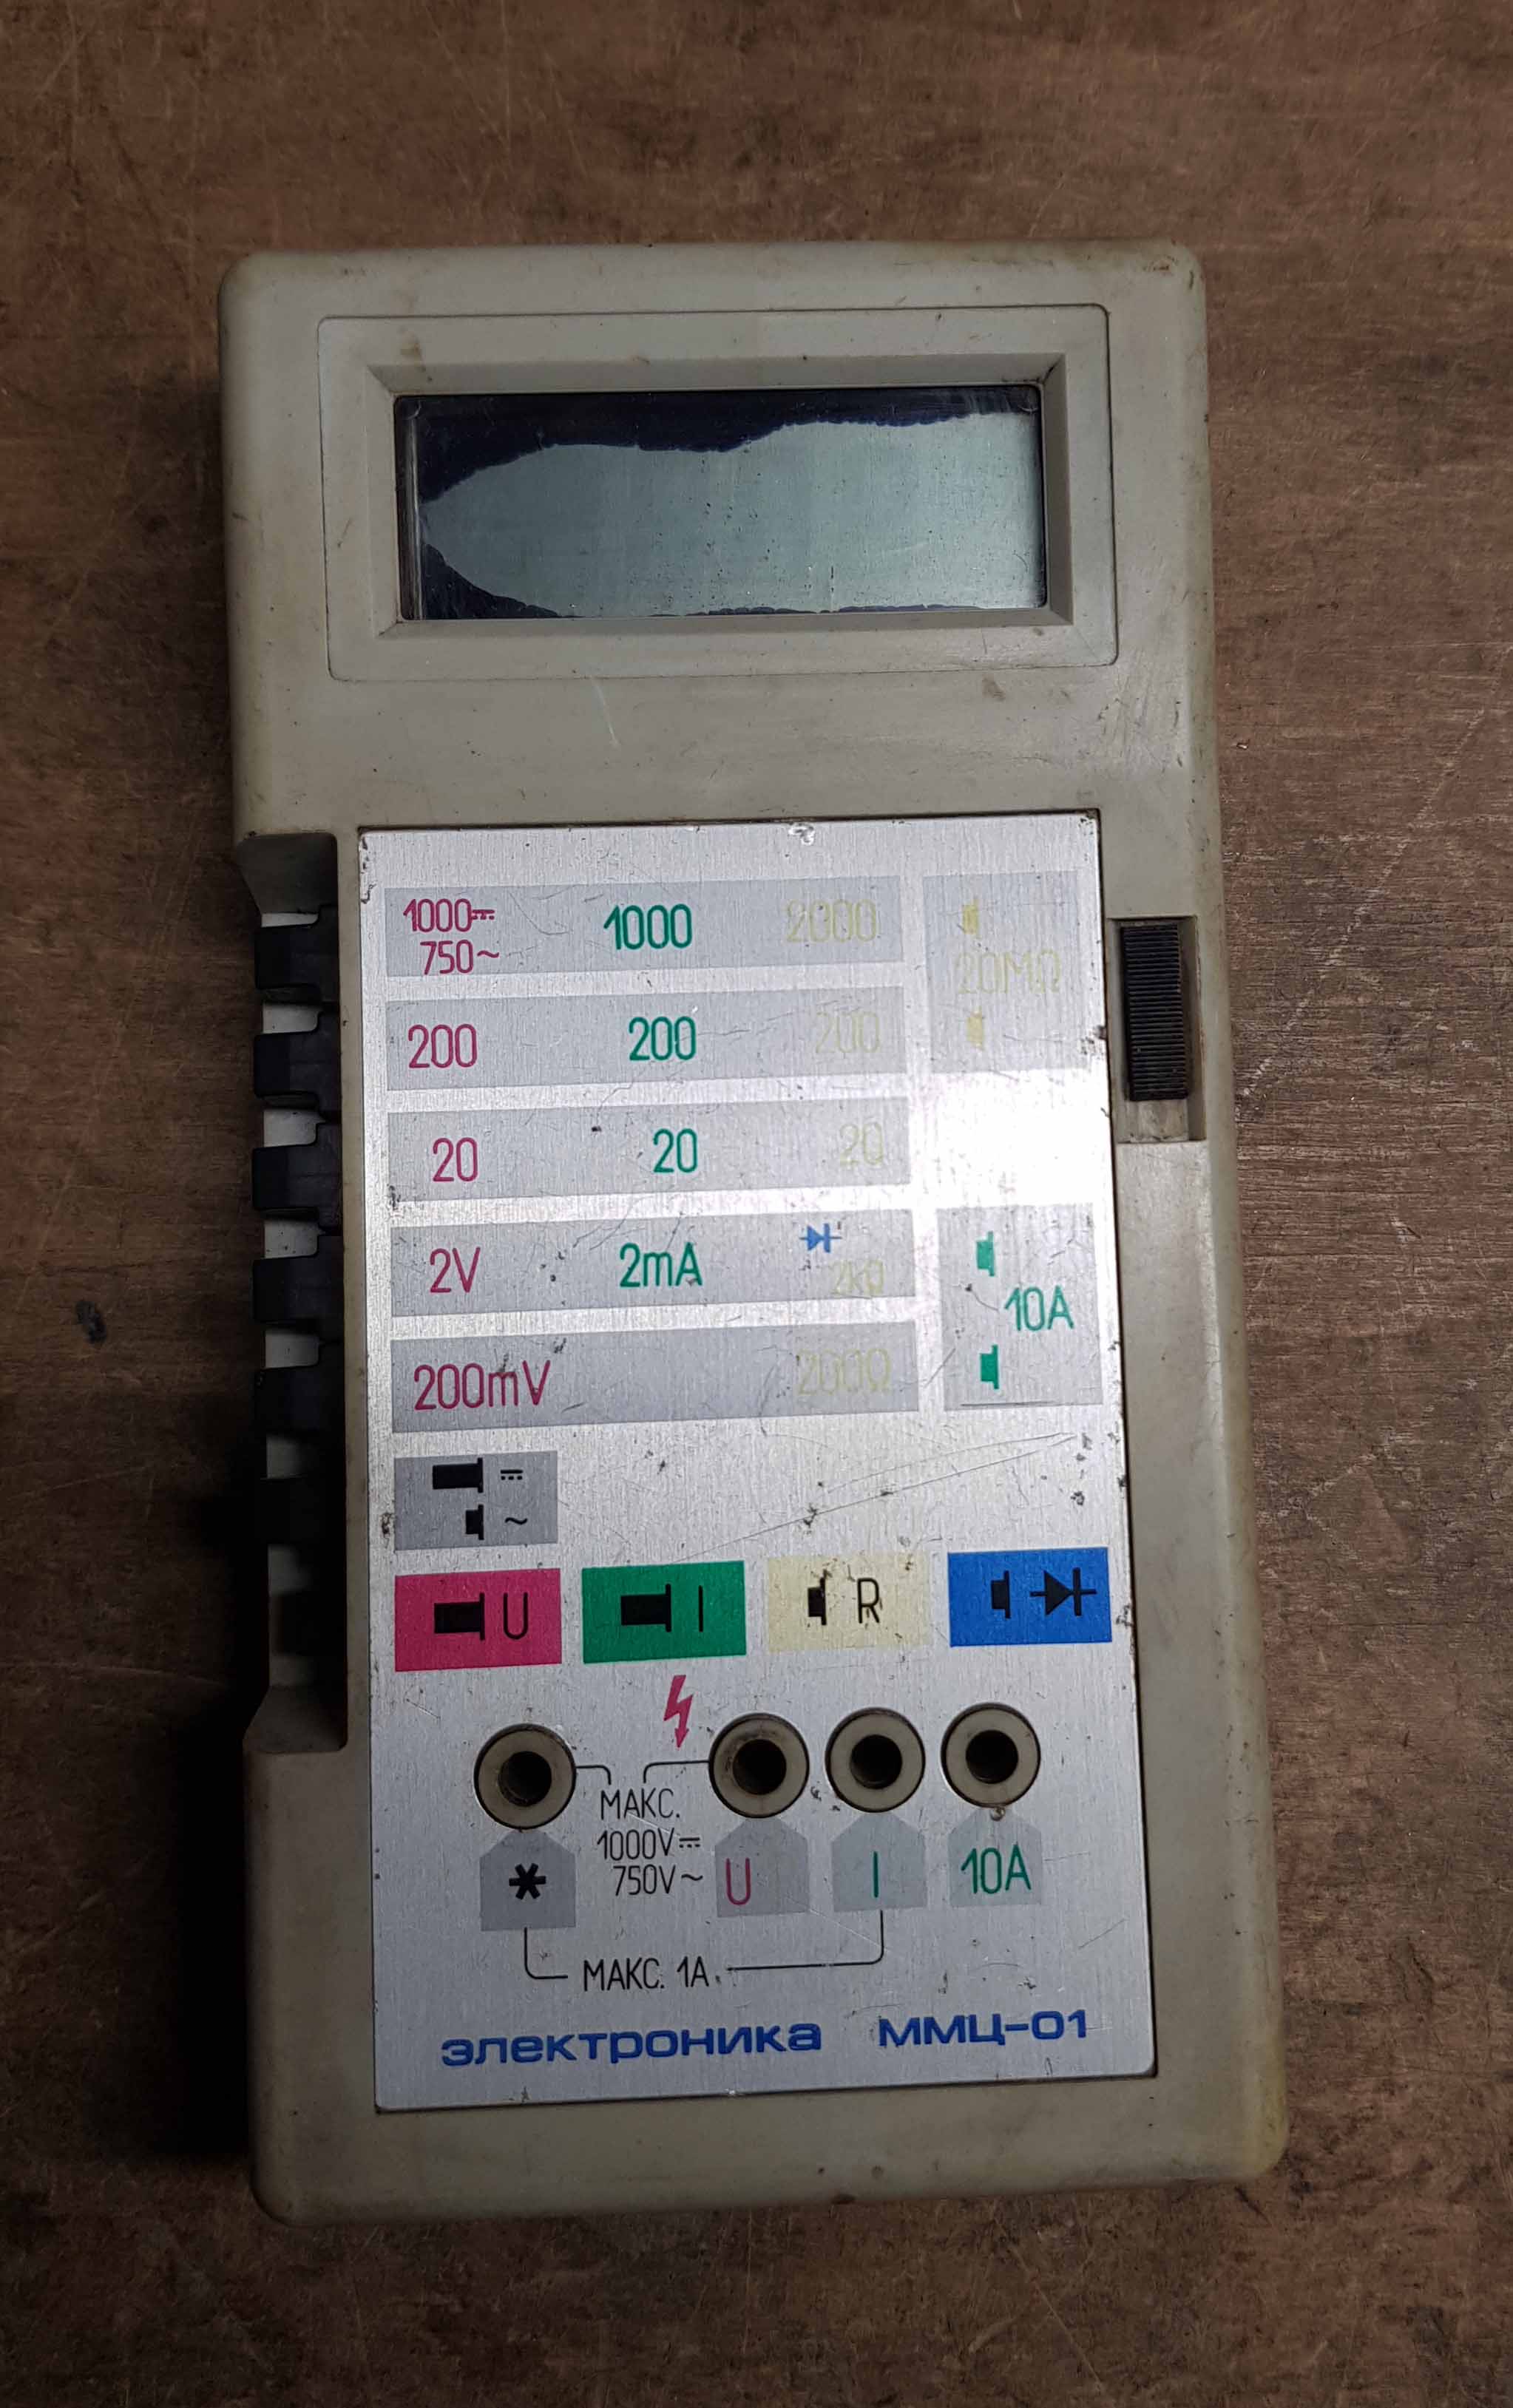 1000⎓ 1000 2000
750~
20MΩ
200 200 200
20 20 20
2V 2mA 2kΩ
10A
200mV 200Ω
⎓
~
U I R
МАКС.
1000V⎓
750V~
* U I 10A
МАКС. 1А
электроника ММЦ-01